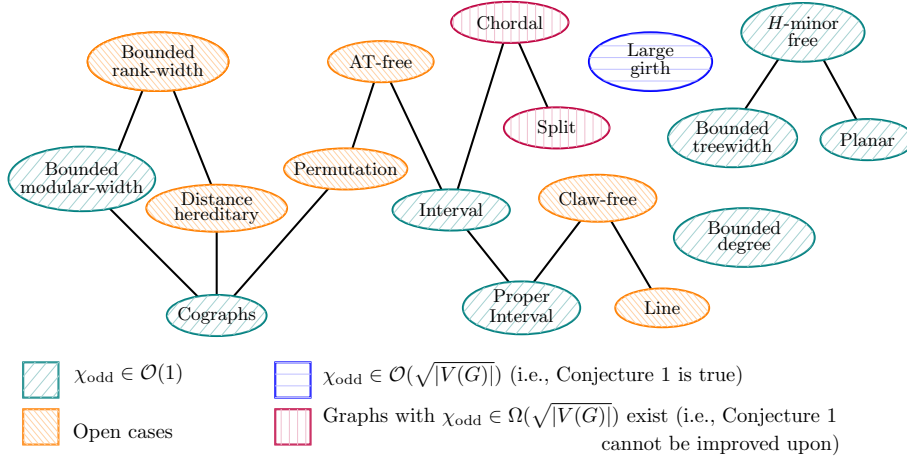 Chordal
H-minor
free
Bounded
rank-width
AT-free
Large
girth
Split
Bounded
treewidth
Planar
Bounded
modular-width
Permutation
Distance
hereditary
Interval
Claw-free
Bounded
degree
Cographs
Proper
Interval
Line
χodd ∈ 𝒪(1)
χodd ∈ 𝒪(√|V(G)|) (i.e., Conjecture 1 is true)
Open cases
Graphs with χodd ∈ Ω(√|V(G)|) exist (i.e., Conjecture 1
cannot be improved upon)